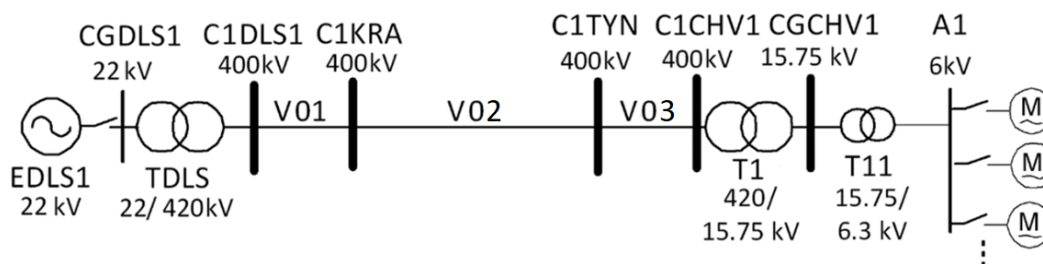 CGDLS1
22 kV
C1DLS1
400kV
C1KRA
400kV
C1TYN
400kV
C1CHV1
400kV
CGCHV1
15.75 kV
A1
6kV
V01
V02
V03
EDLS1
22 kV
TDLS
22/ 420kV
T1
420/
15.75 kV
T11
15.75/
6.3 kV
M
M
M